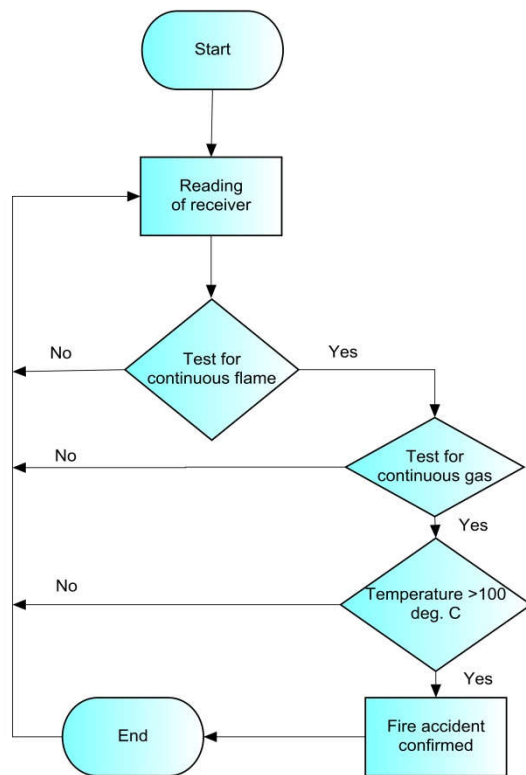 Start
Reading
of receiver
Test for
continuous flame
No
Yes
Test for
continuous gas
No
Yes
Temperature >100
deg. C
No
Yes
Fire accident
confirmed
End